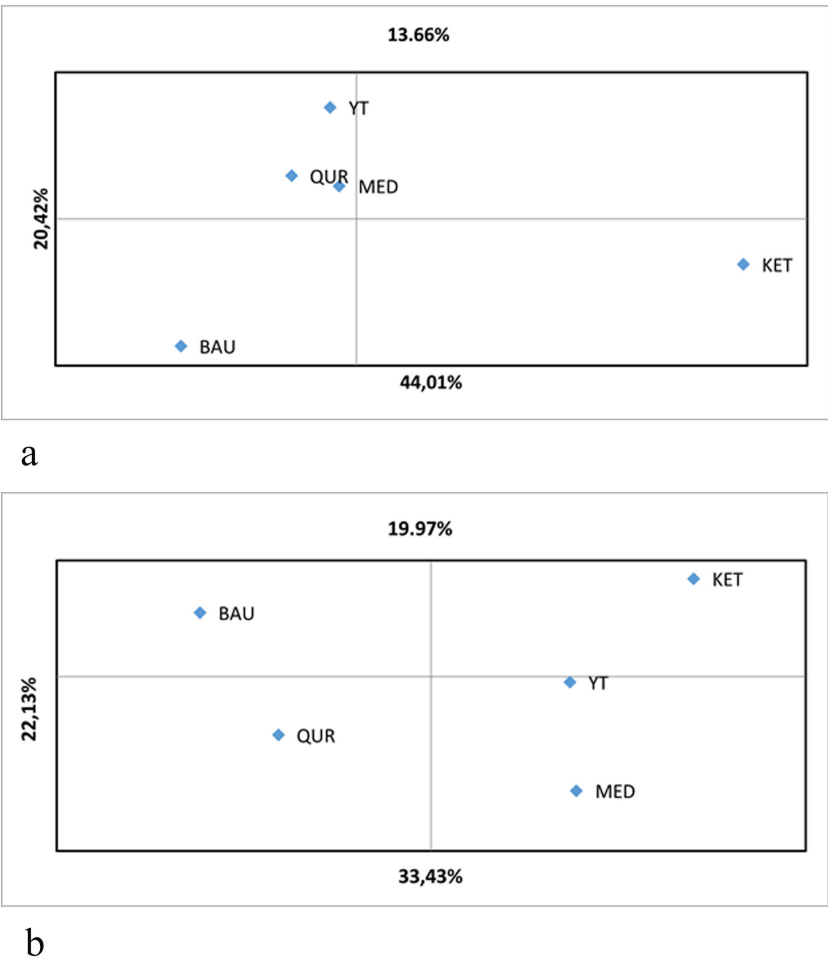 13.66%
YT
QUR
MED
20,42%
KET
BAU
44,01%
a
19.97%
KET
BAU
YT
22,13%
QUR
MED
33,43%
b